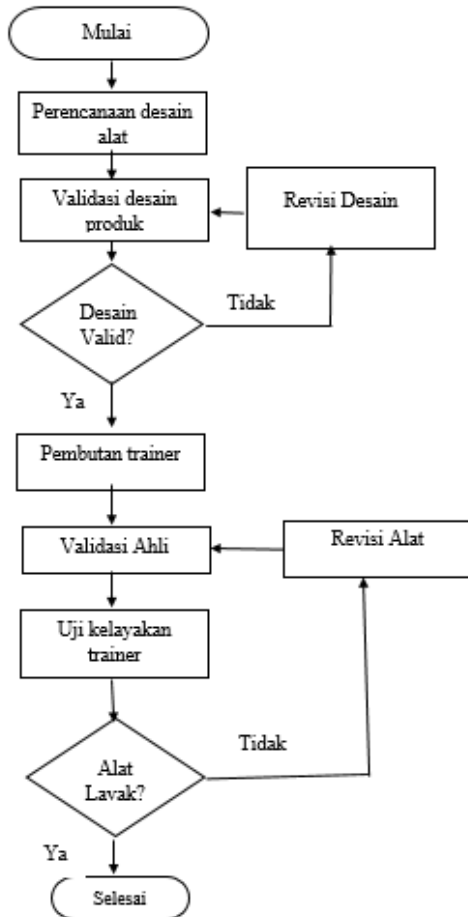 Mulai
Perencanaan desain
alat
Validasi desain
produk
Revisi Desain
Desain
Valid?
Tidak
Ya
Pembutan trainer
Validasi Ahli
Revisi Alat
Uji kelayakan
trainer
Alat
Lavak?
Tidak
Ya
Selesai